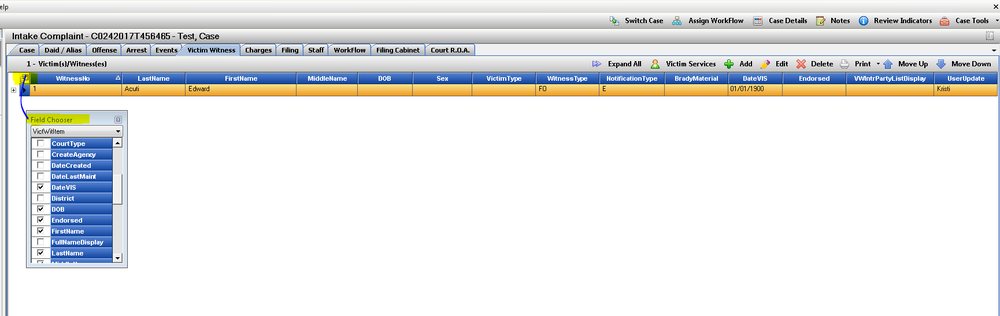 elp
Switch Case Assign WorkFlow Case Details Notes Review Indicators Case Tools
Intake Complaint - C0242017T456465 - Test, Case
Case Daid / Alias Offense Arrest Events Victim Witness Charges Filing Staff WorkFlow Filing Cabinet Court R.O.A.
1 - Victim(s)/Witness(es) Expand All Victim Services Add Edit Delete Print Move Up Move Down
WitnessNo LastName FirstName MiddleName DOB Sex VictimType WitnessType NotificationType BradyMaterial DateVIS Endorsed VWIntrPartyListDisplay UserUpdate
1 Acuti Edward FO E 01/01/1900 Kristi
Field Chooser
VictWitItem
CourtType
CreateAgency
DateCreated
DateLastMaint
DateVIS
District
DOB
Endorsed
FirstName
FullNameDisplay
LastName